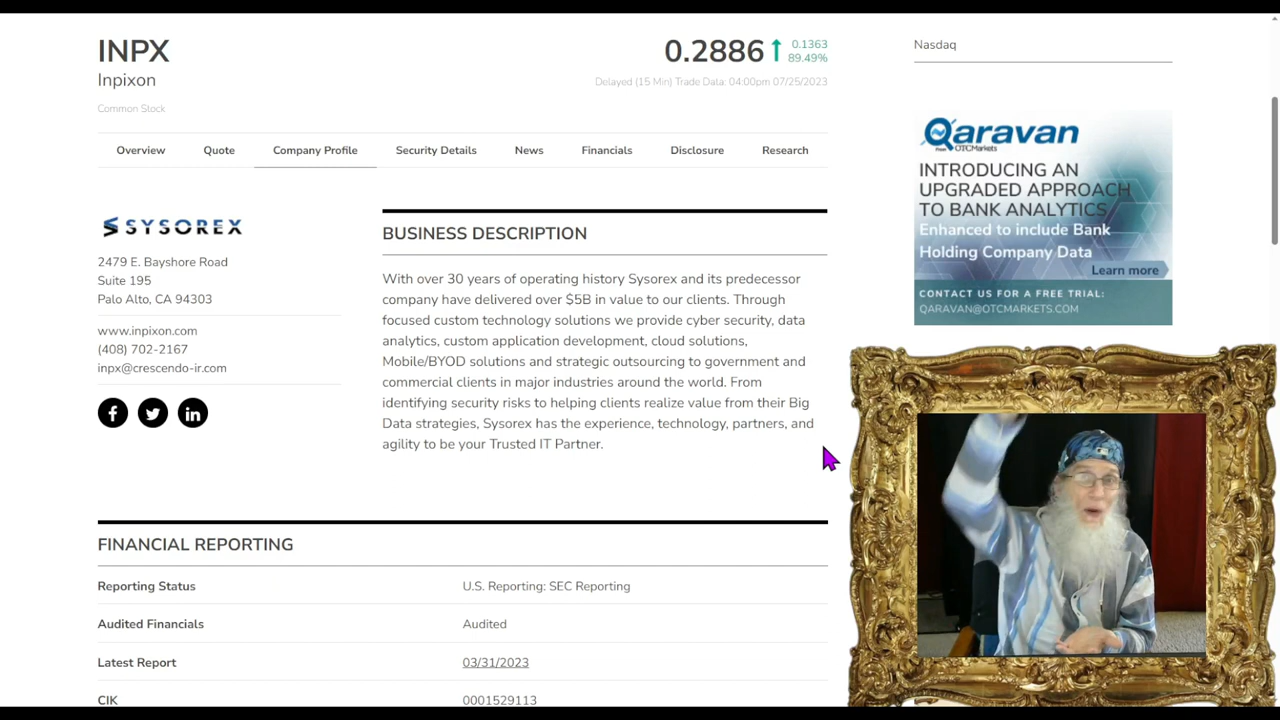 INPX
Inpixon
Common Stock
0.2886
0.1363
89.49%
Delayed (15 Min) Trade Data: 04:00pm 07/25/2023
Overview
Quote
Company Profile
Security Details
News
Financials
Disclosure
Research
SYSOREX
2479 E. Bayshore Road
Suite 195
Palo Alto, CA 94303
www.inpixon.com
(408) 702-2167
inpx@crescendo-ir.com
BUSINESS DESCRIPTION
With over 30 years of operating history Sysorex and its predecessor
company have delivered over $5B in value to our clients. Through
focused custom technology solutions we provide cyber security, data
analytics, custom application development, cloud solutions,
Mobile/BYOD solutions and strategic outsourcing to government and
commercial clients in major industries around the world. From
identifying security risks to helping clients realize value from their Big
Data strategies, Sysorex has the experience, technology, partners, and
agility to be your Trusted IT Partner.
FINANCIAL REPORTING
Reporting Status
U.S. Reporting: SEC Reporting
Audited Financials
Audited
Latest Report
03/31/2023
CIK
0001529113
Nasdaq
Qaravan
From OTCMarkets
INTRODUCING AN
UPGRADED APPROACH
TO BANK ANALYTICS
Enhanced to include Bank
Holding Company Data
Learn more
CONTACT US FOR A FREE TRIAL:
QARAVAN@OTCMARKETS.COM